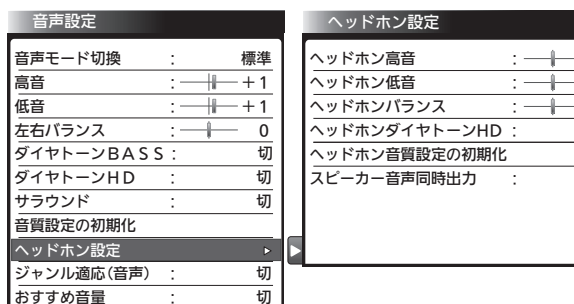 音声設定
音声モード切換 : 標準
高音 : +1
低音 : +1
左右バランス : 0
ダイヤトーンBASS : 切
ダイヤトーンHD : 切
サラウンド : 切
音質設定の初期化
ヘッドホン設定
ジャンル適応(音声) : 切
おすすめ音量 : 切
ヘッドホン設定
ヘッドホン高音 :
ヘッドホン低音 :
ヘッドホンバランス :
ヘッドホンダイヤトーンHD :
ヘッドホン音質設定の初期化
スピーカー音声同時出力 :